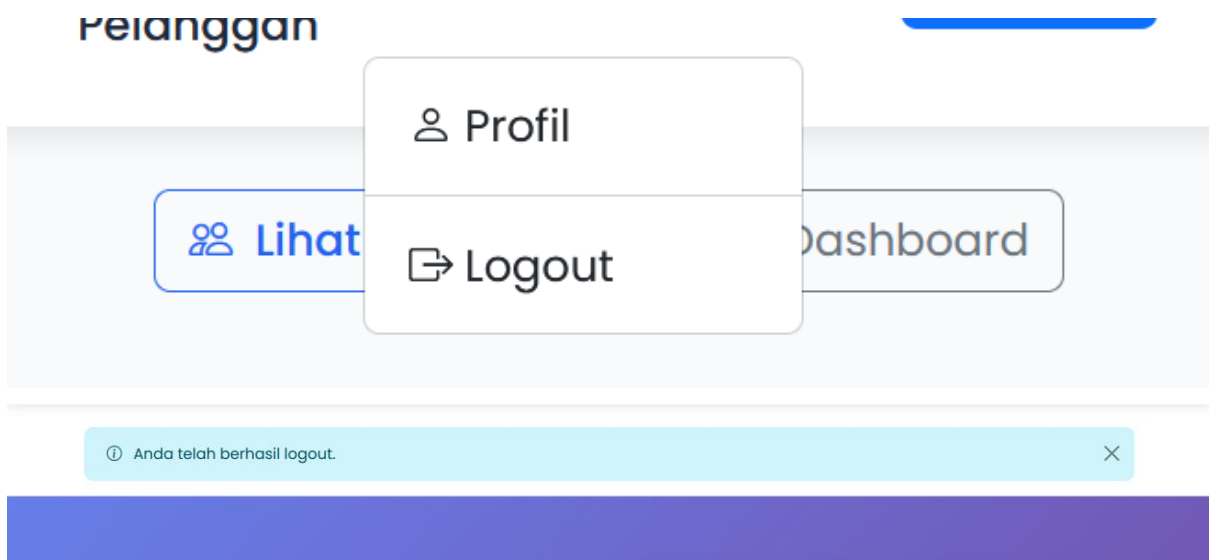 Pelanggan
Profil
Lihat
Dashboard
Logout
Anda telah berhasil logout.